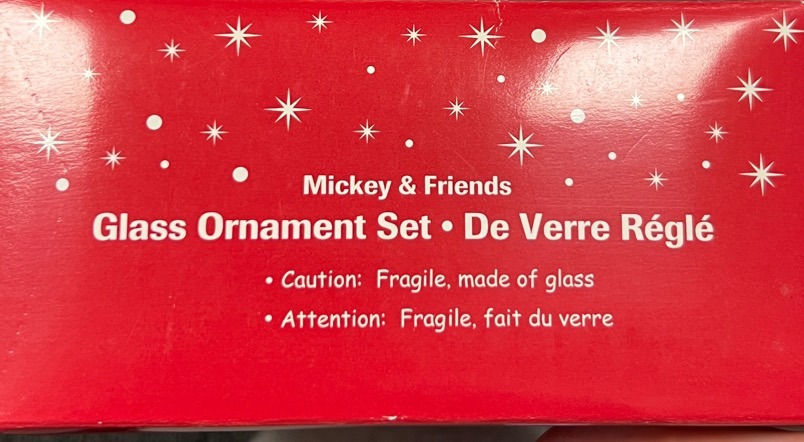 Mickey & Friends
Glass Ornament Set • De Verre Réglé
• Caution: Fragile, made of glass
• Attention: Fragile, fait du verre